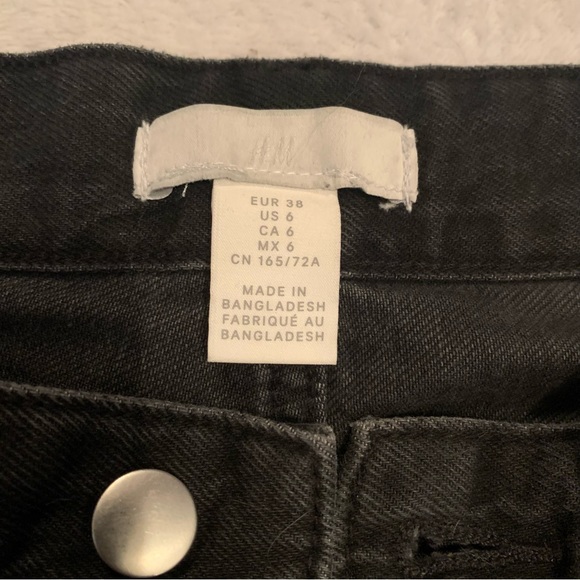 H&M
EUR 38
US 6
CA 6
MX 6
CN 165/72A
MADE IN
BANGLADESH
FABRIQUÉ AU
BANGLADESH